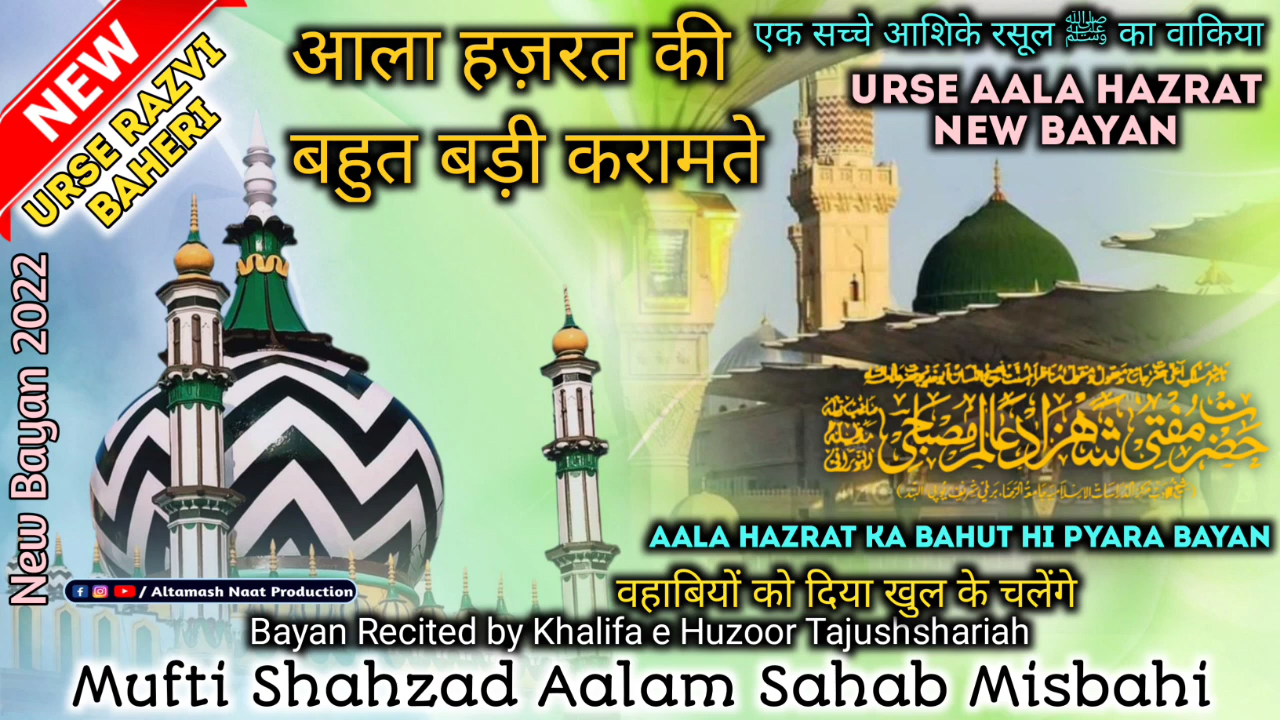 NEW
URSE RAZVI
BAHERI
आला हज़रत की
बहुत बड़ी करामते
एक सच्चे आशिके रसूल ﷺ का वाकिया
URSE AALA HAZRAT
NEW BAYAN
New Bayan 2022
حضرت مفتی شہزاد عالم مصباحی
AALA HAZRAT KA BAHUT HI PYARA BAYAN
/ Altamash Naat Production
वहाबियों को दिया खुल के चलेंगे
Bayan Recited by Khalifa e Huzoor Tajushshariah
Mufti Shahzad Aalam Sahab Misbahi